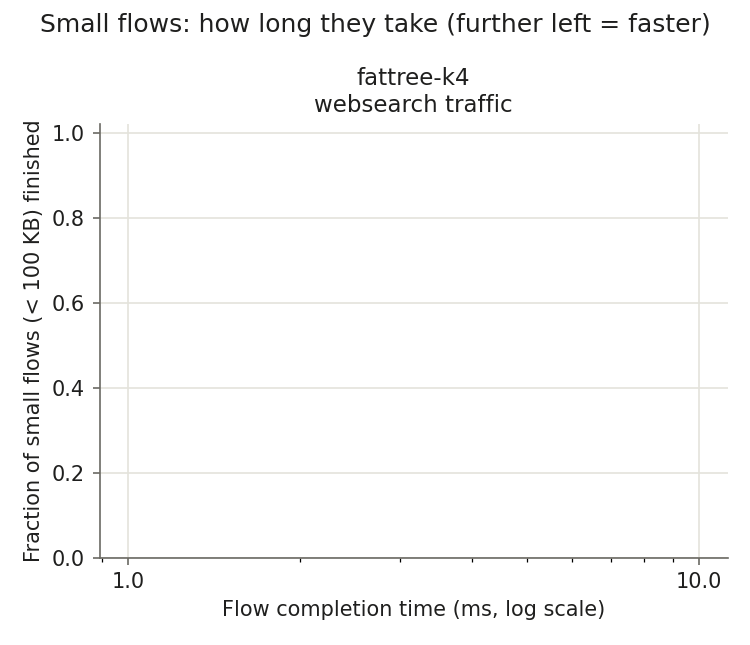 Small flows: how long they take (further left = faster)
fattree-k4
websearch traffic
Fraction of small flows (< 100 KB) finished
1.0
0.8
0.6
0.4
0.2
0.0
1.0
10.0
Flow completion time (ms, log scale)